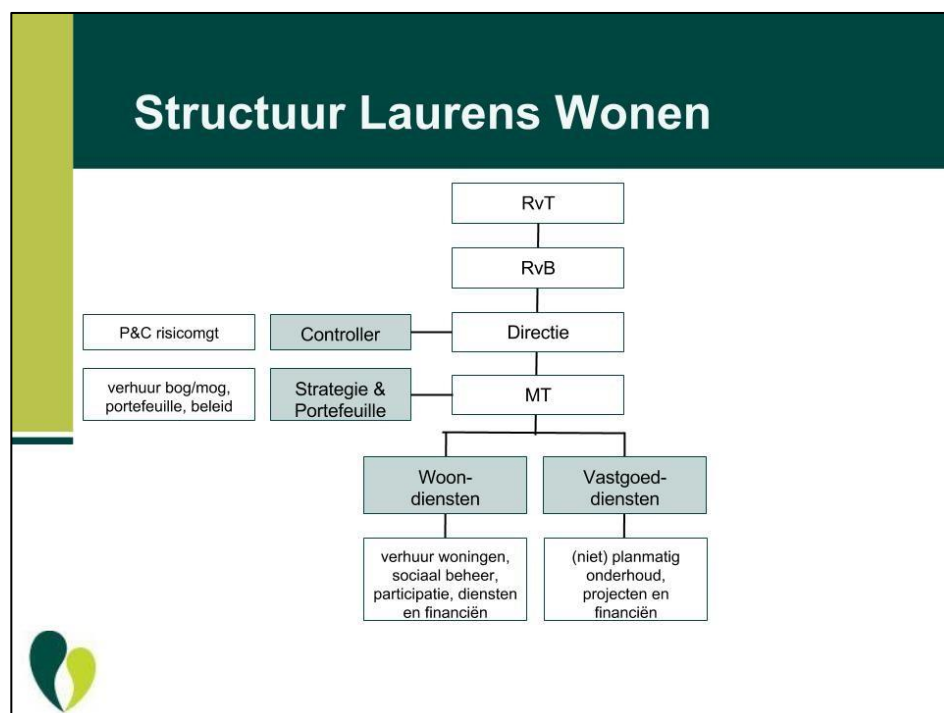 Structuur Laurens Wonen
RvT
RvB
P&C risicomgt
Controller
Directie
verhuur bog/mog,
portefeuille, beleid
Strategie &
Portefeuille
MT
Woon-
diensten
Vastgoed-
diensten
verhuur woningen,
sociaal beheer,
participatie, diensten
en financiën
(niet) planmatig
onderhoud,
projecten en
financiën